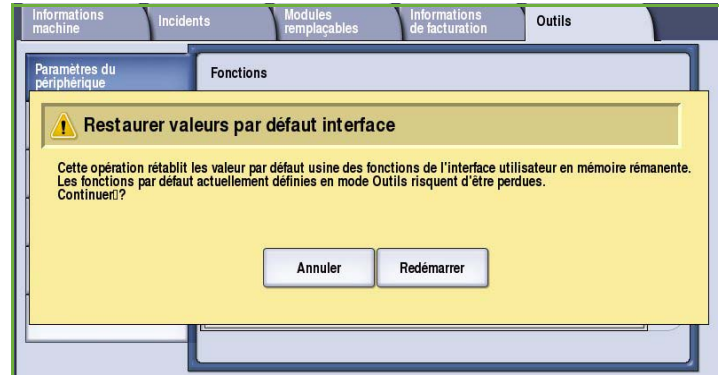 Informations
machine
Incidents
Modules
remplaçables
Informations
de facturation
Outils
Paramètres du
périphérique
Fonctions
Restaurer valeurs par défaut interface
Cette opération rétablit les valeur par défaut usine des fonctions de l'interface utilisateur en mémoire rémanente.
Les fonctions par défaut actuellement définies en mode Outils risquent d'être perdues.
Continuer▯?
Annuler
Redémarrer